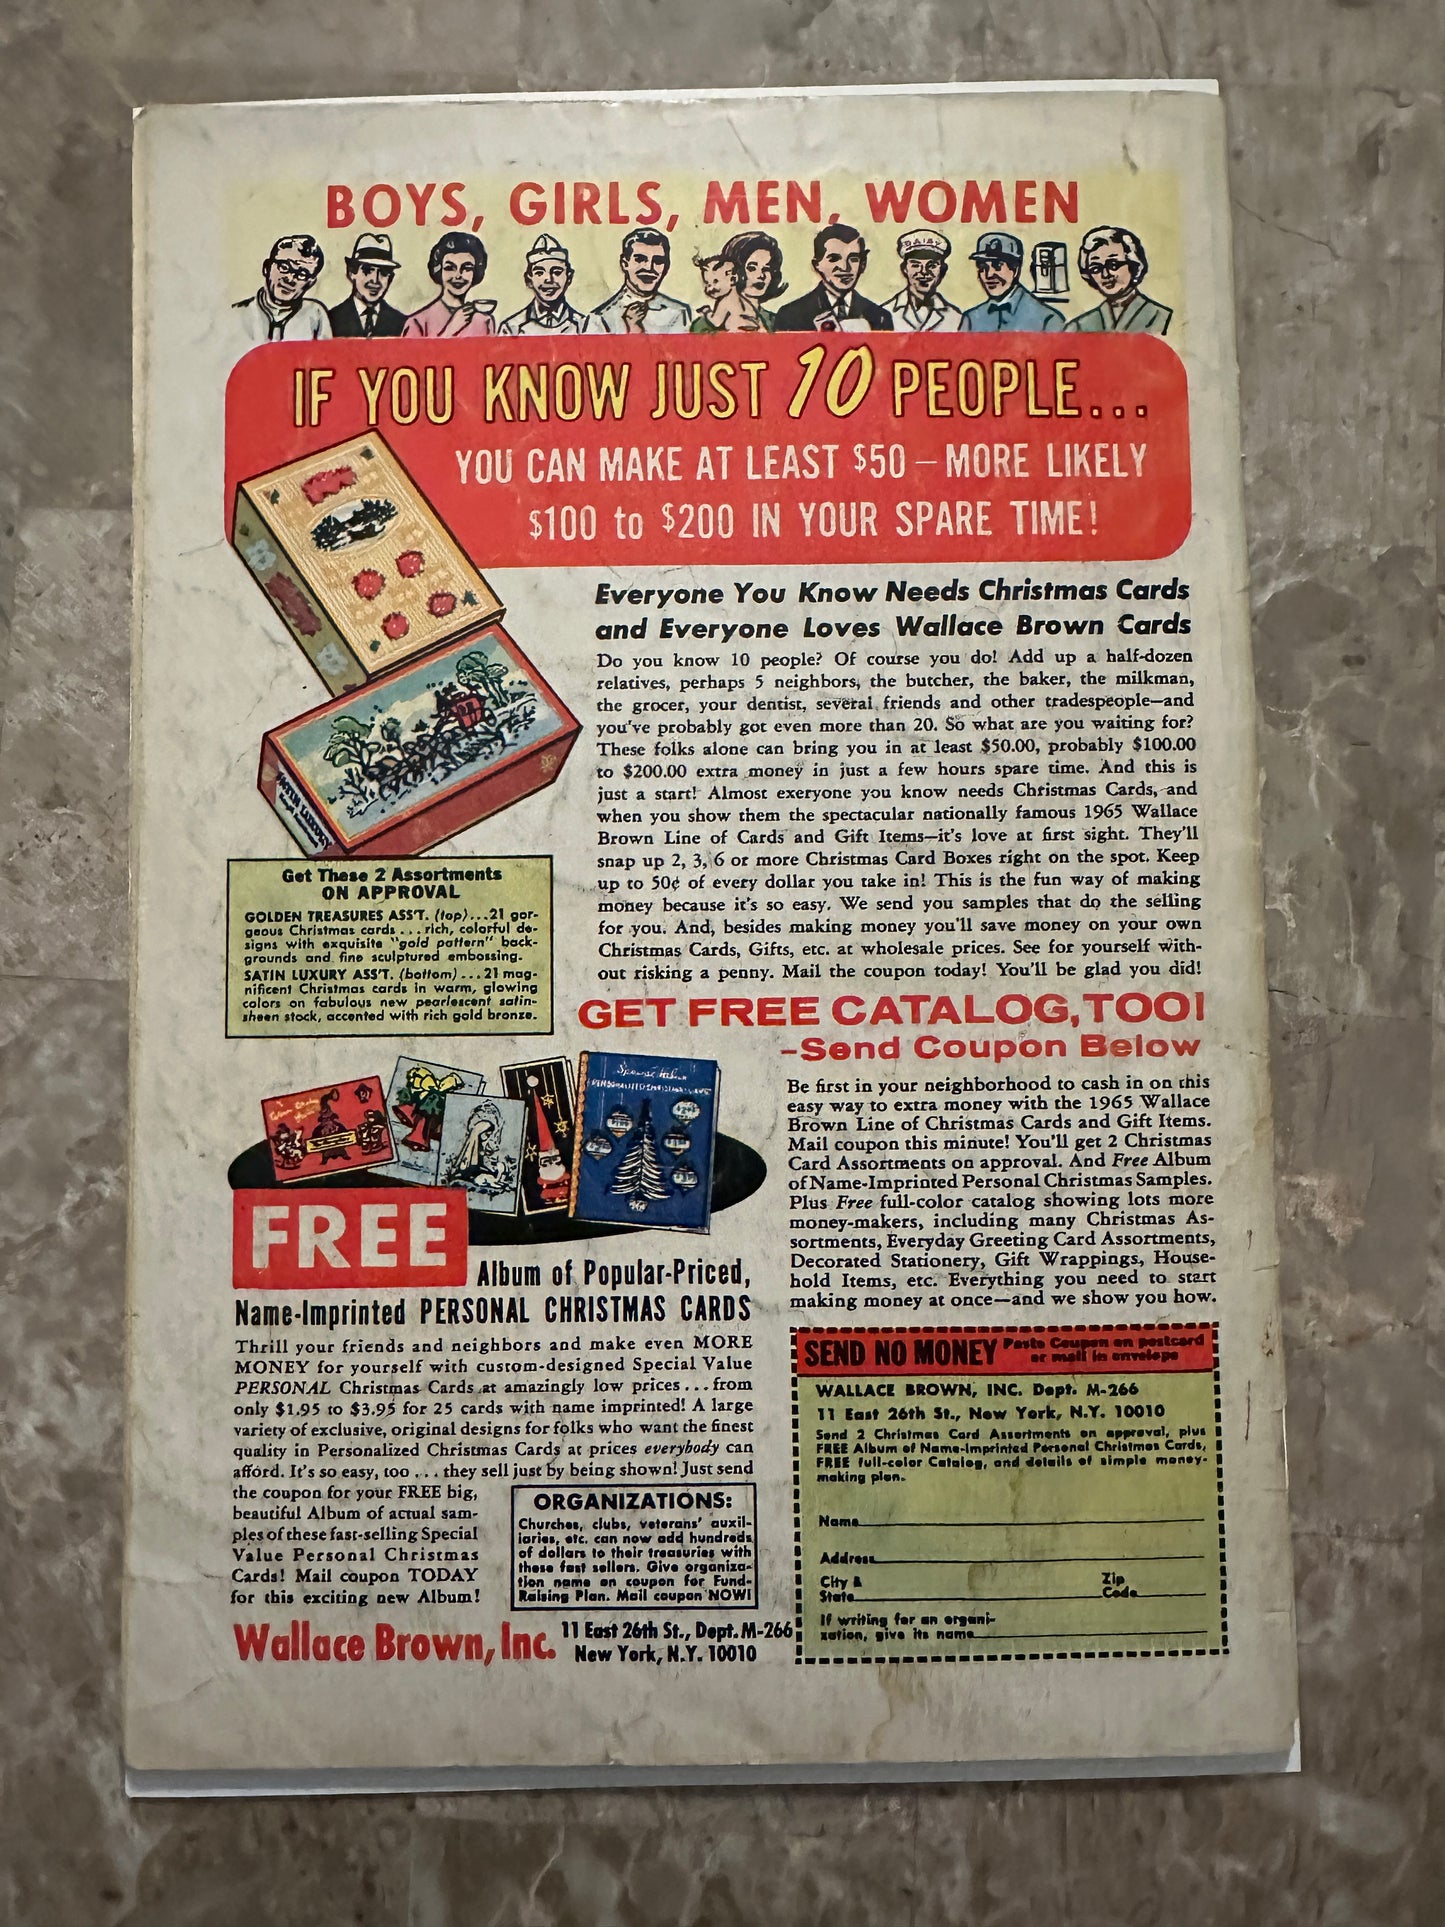 BOYS, GIRLS, MEN, WOMEN
DAIRY
IF YOU KNOW JUST 10 PEOPLE...
YOU CAN MAKE AT LEAST $50 – MORE LIKELY
$100 to $200 IN YOUR SPARE TIME!
Everyone You Know Needs Christmas Cards
and Everyone Loves Wallace Brown Cards
Do you know 10 people? Of course you do! Add up a half-dozen
relatives, perhaps 5 neighbors, the butcher, the baker, the milkman,
the grocer, your dentist, several friends and other tradespeople—and
you've probably got even more than 20. So what are you waiting for?
These folks alone can bring you in at least $50.00, probably $100.00
to $200.00 extra money in just a few hours spare time. And this is
just a start! Almost exeryone you know needs Christmas Cards, and
when you show them the spectacular nationally famous 1965 Wallace
Brown Line of Cards and Gift Items—it's love at first sight. They'll
snap up 2, 3, 6 or more Christmas Card Boxes right on the spot. Keep
up to 50¢ of every dollar you take in! This is the fun way of making
money because it's so easy. We send you samples that do the selling
for you. And, besides making money you'll save money on your own
Christmas Cards, Gifts, etc. at wholesale prices. See for yourself with-
out risking a penny. Mail the coupon today! You'll be glad you did!
SATIN LUXURY
Get These 2 Assortments
ON APPROVAL
GOLDEN TREASURES ASS'T. (top)...21 gor-
geous Christmas cards...rich, colorful de-
signs with exquisite "gold pattern" back-
grounds and fine sculptured embossing.
SATIN LUXURY ASS'T. (bottom)...21 mag-
nificent Christmas cards in warm, glowing
colors on fabulous new pearlescent satin-
sheen stock, accented with rich gold bronze.
GET FREE CATALOG, TOO!
-Send Coupon Below
Be first in your neighborhood to cash in on this
easy way to extra money with the 1965 Wallace
Brown Line of Christmas Cards and Gift Items.
Mail coupon this minute! You'll get 2 Christmas
Card Assortments on approval. And Free Album
of Name-Imprinted Personal Christmas Samples.
Plus Free full-color catalog showing lots more
money-makers, including many Christmas As-
sortments, Everyday Greeting Card Assortments,
Decorated Stationery, Gift Wrappings, House-
hold Items, etc. Everything you need to start
making money at once—and we show you how.
FREE
Album of Popular-Priced,
Name-Imprinted PERSONAL CHRISTMAS CARDS
Thrill your friends and neighbors and make even MORE
MONEY for yourself with custom-designed Special Value
PERSONAL Christmas Cards at amazingly low prices...from
only $1.95 to $3.95 for 25 cards with name imprinted! A large
variety of exclusive, original designs for folks who want the finest
quality in Personalized Christmas Cards at prices everybody can
afford. It's so easy, too...they sell just by being shown! Just send
the coupon for your FREE big,
beautiful Album of actual sam-
ples of these fast-selling Special
Value Personal Christmas
Cards! Mail coupon TODAY
for this exciting new Album!
ORGANIZATIONS:
Churches, clubs, veterans' auxil-
iaries, etc. can now add hundreds
of dollars to their treasuries with
these fast sellers. Give organiza-
tion name on coupon for Fund-
Raising Plan. Mail coupon NOW!
Wallace Brown, Inc. 11 East 26th St., Dept. M-266
New York, N.Y. 10010
SEND NO MONEY Paste Coupon on postcard
or mail in envelope
WALLACE BROWN, INC. Dept. M-266
11 East 26th St., New York, N.Y. 10010
Send 2 Christmas Card Assortments on approval, plus
FREE Album of Name-Imprinted Personal Christmas Cards,
FREE full-color Catalog, and details of simple money-
making plan.
Name
Address
City &
State
Zip
Code
If writing for an organi-
zation, give its name